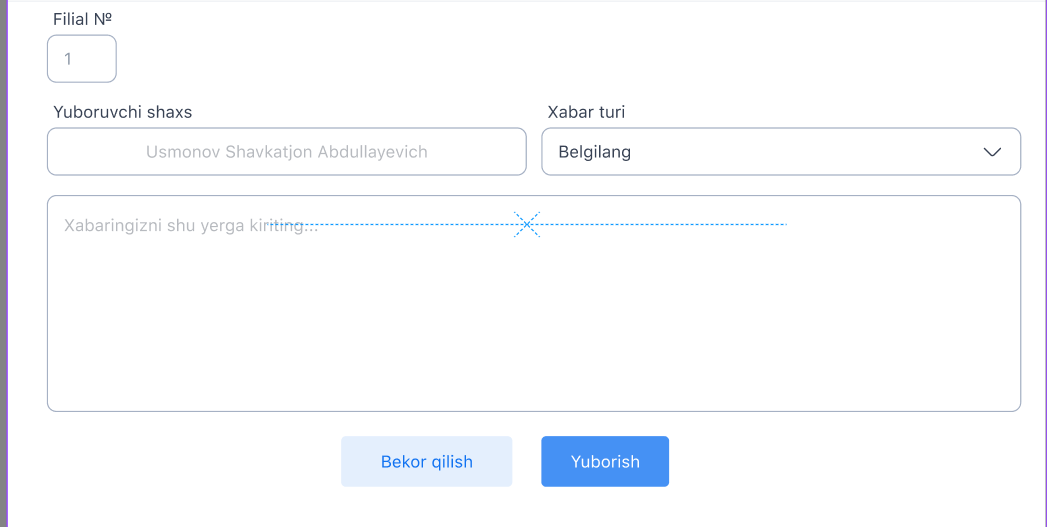 Filial №
1
Yuboruvchi shaxs
Xabar turi
Usmonov Shavkatjon Abdullayevich
Belgilang
Xabaringizni shu yerga kiriting...
Bekor qilish
Yuborish